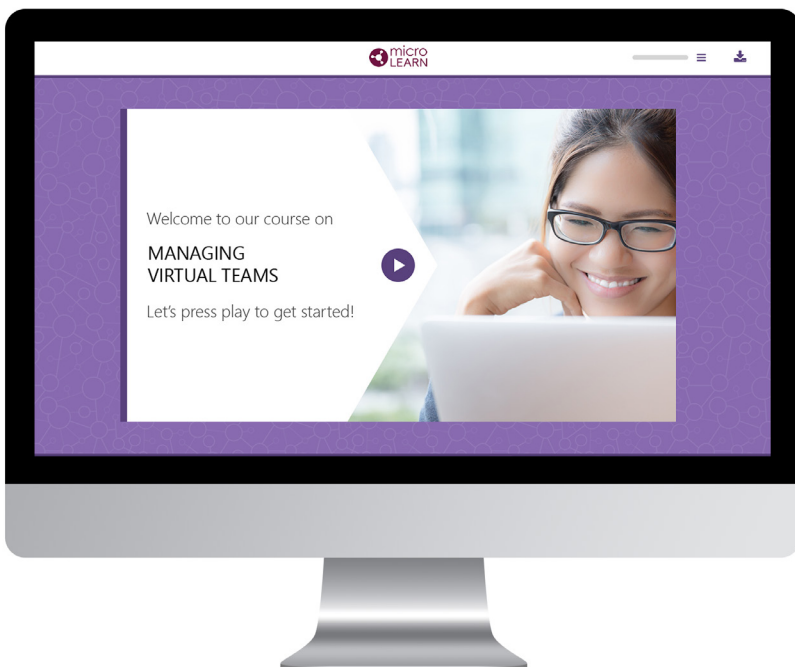 micro
LEARN
Welcome to our course on
MANAGING
VIRTUAL TEAMS
Let's press play to get started!